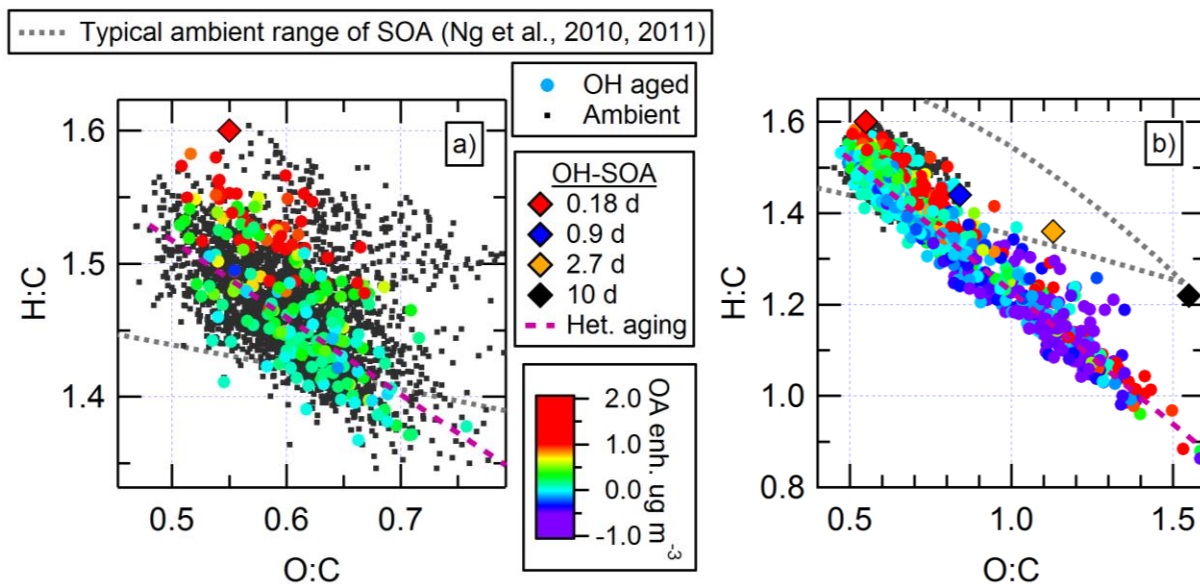 Typical ambient range of SOA (Ng et al., 2010, 2011)
OH aged
Ambient
OH-SOA
0.18 d
0.9 d
2.7 d
10 d
Het. aging
OA enh. ug m⁻³
2.0
1.0
0.0
-1.0
a)
H:C
1.6
1.5
1.4
0.5 0.6 0.7
O:C
b)
H:C
1.6
1.4
1.2
1.0
0.8
0.5 1.0 1.5
O:C